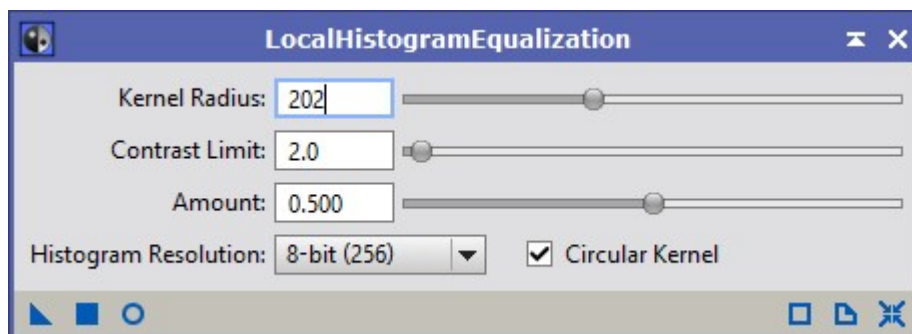 LocalHistogramEqualization
Kernel Radius: 202
Contrast Limit: 2.0
Amount: 0.500
Histogram Resolution: 8-bit (256) Circular Kernel